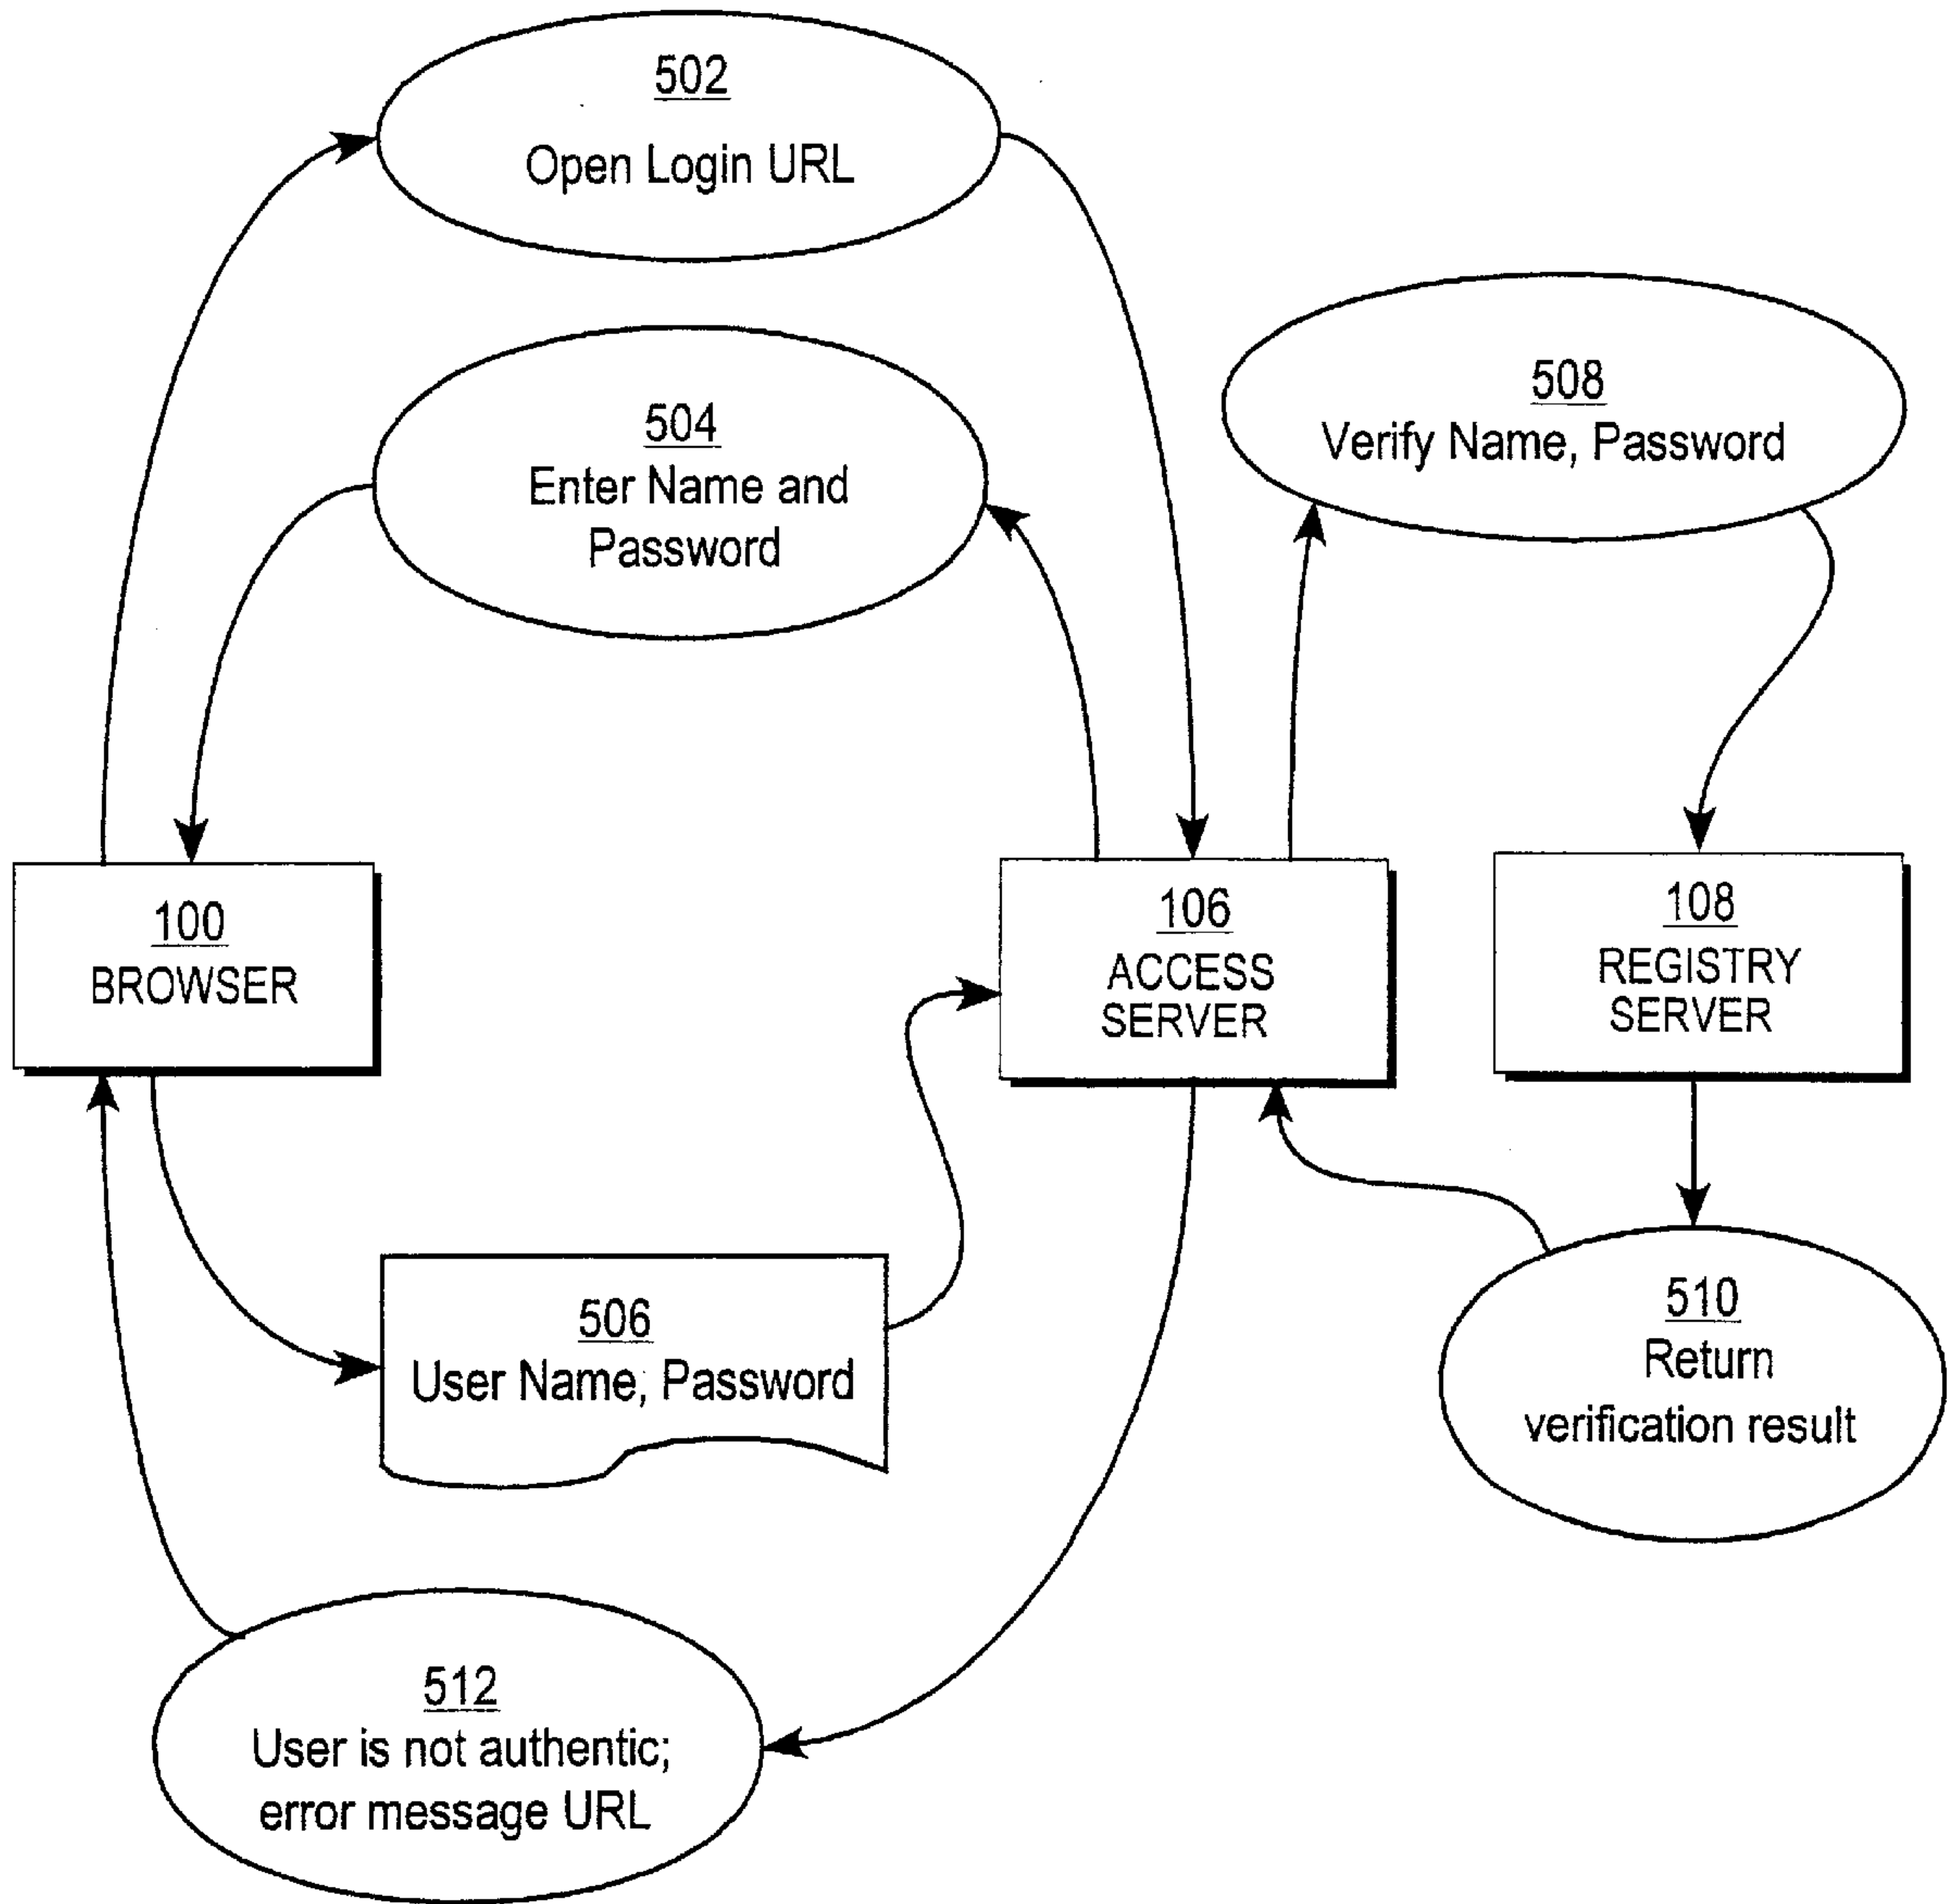 502
Open Login URL
504
Enter Name and
Password
508
Verify Name, Password
100
BROWSER
106
ACCESS
SERVER
108
REGISTRY
SERVER
506
User Name, Password
510
Return
verification result
512
User is not authentic;
error message URL